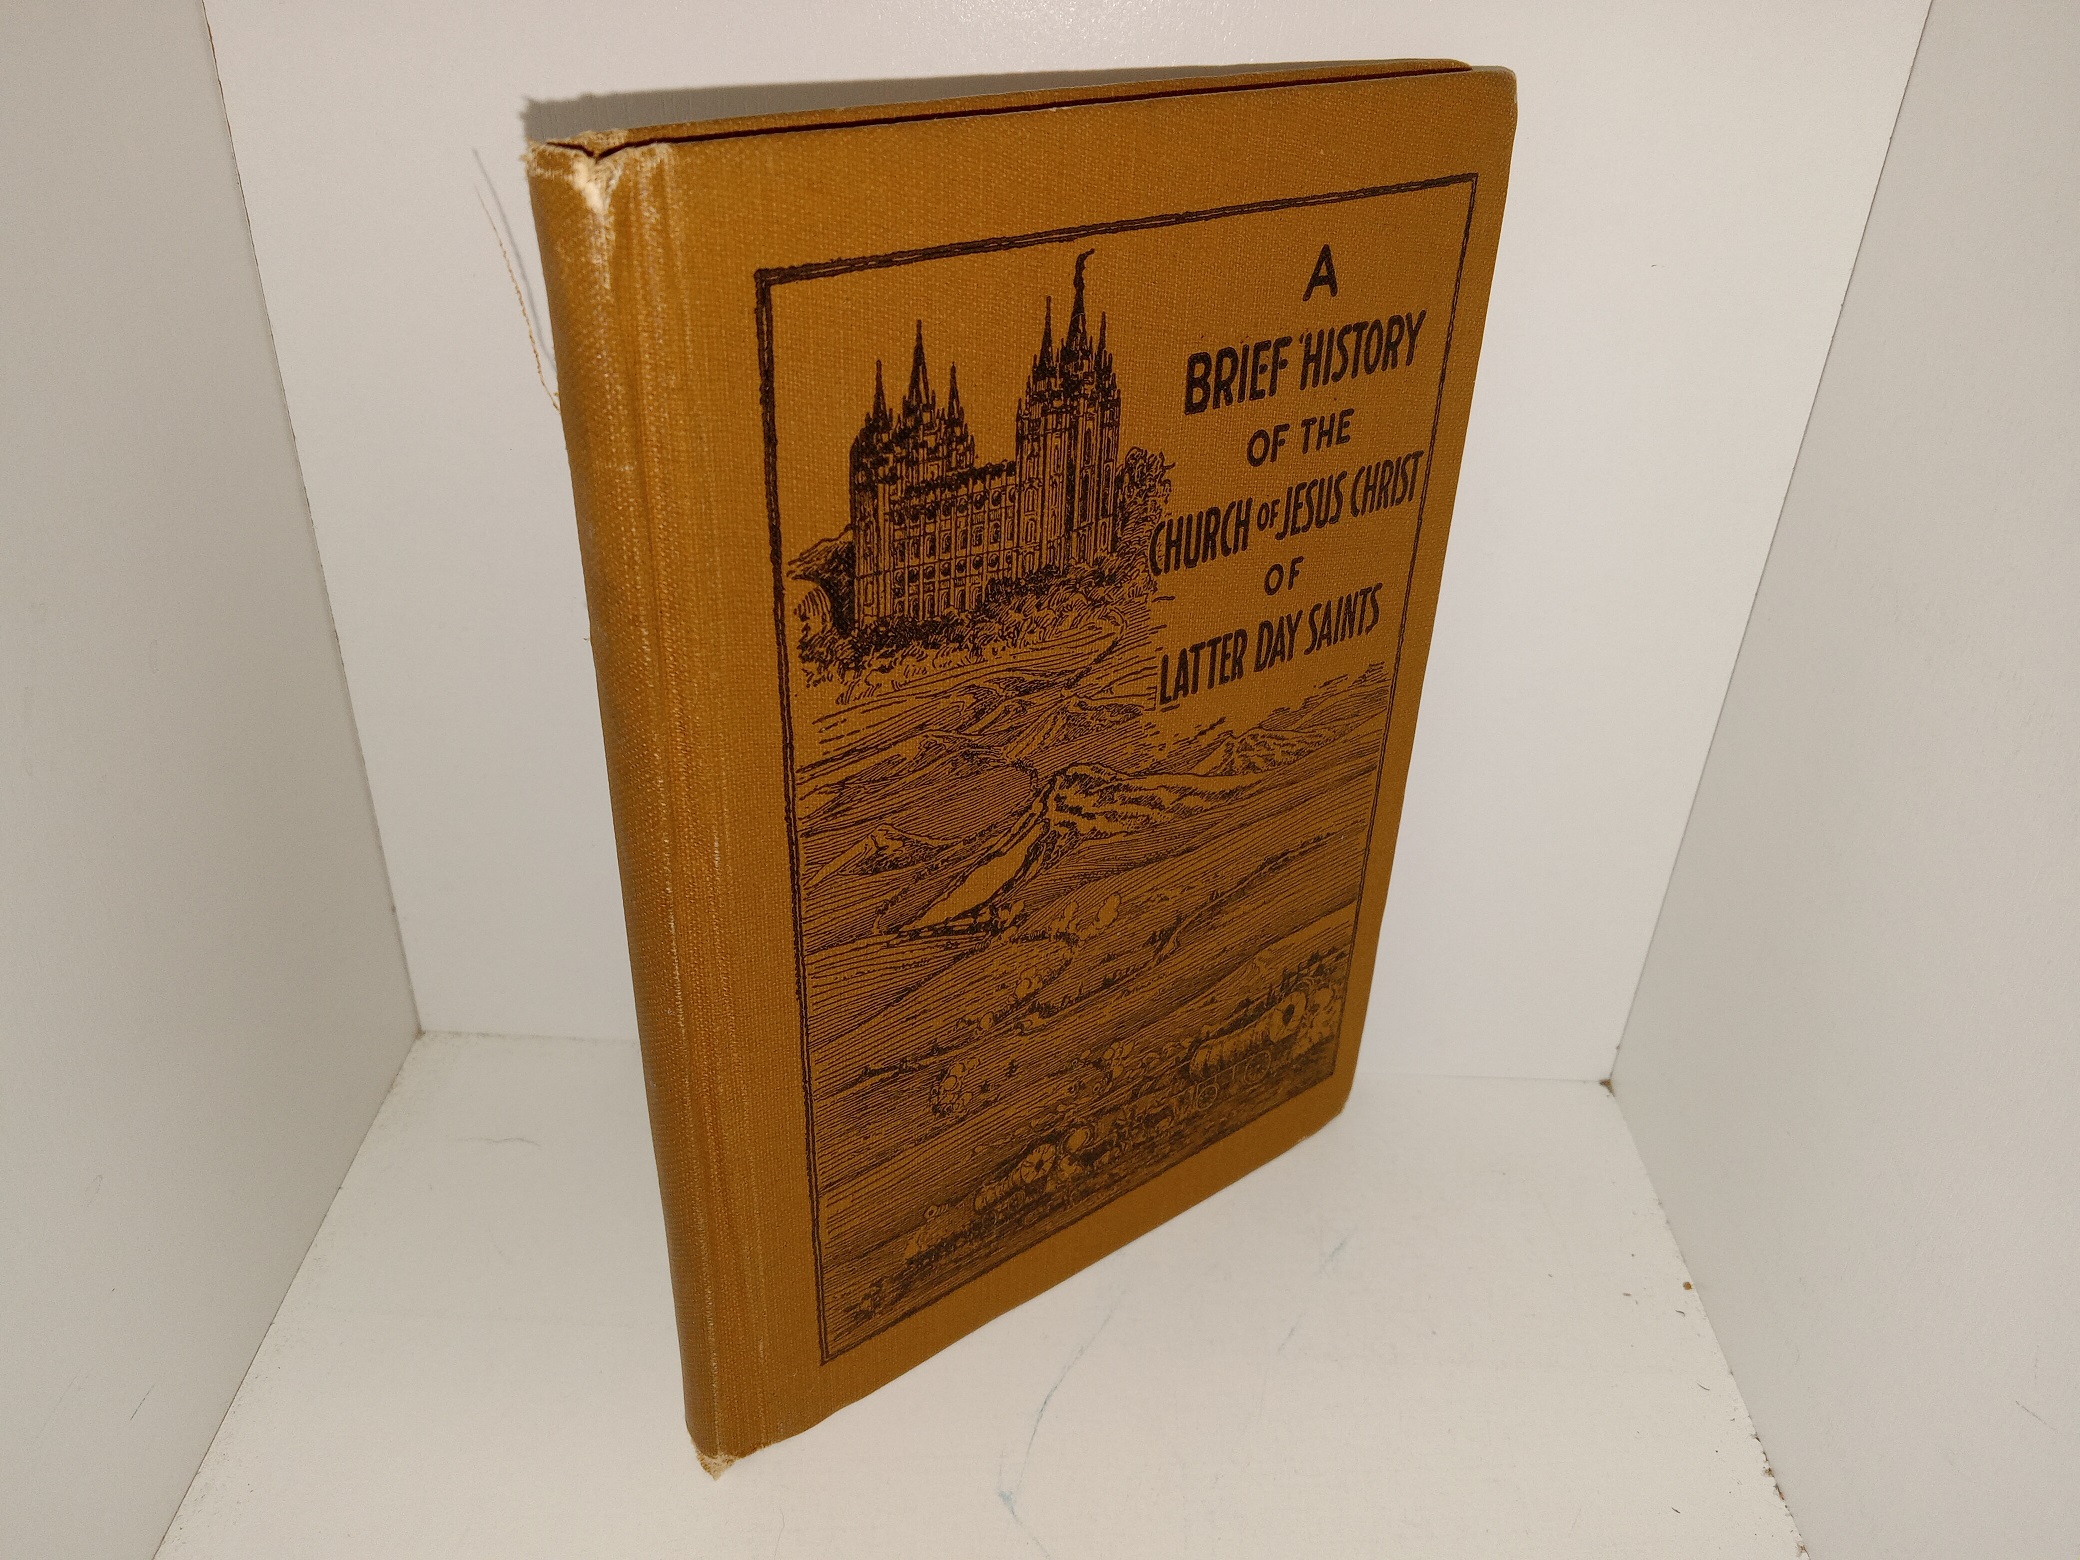 A
BRIEF HISTORY
OF THE
CHURCH OF JESUS CHRIST
OF
LATTER DAY SAINTS